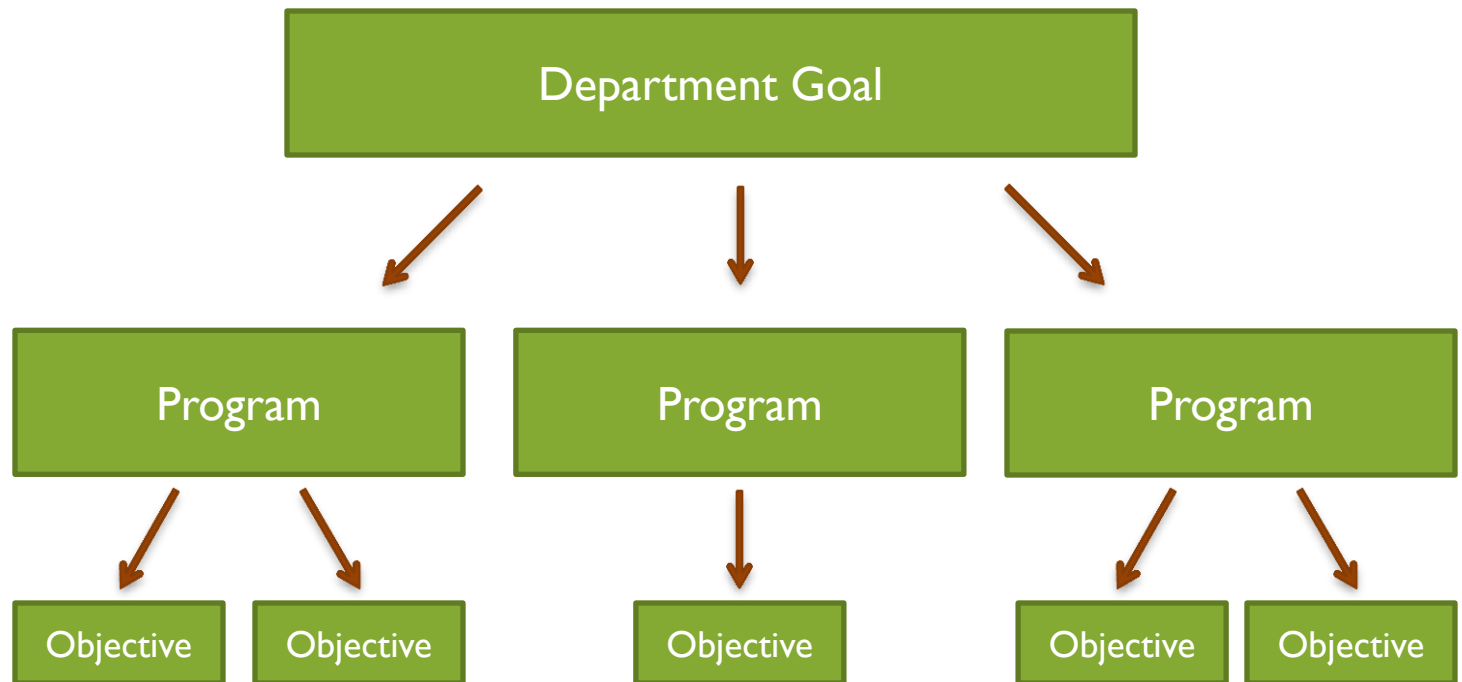 Department Goal
Program
Program
Program
Objective
Objective
Objective
Objective
Objective